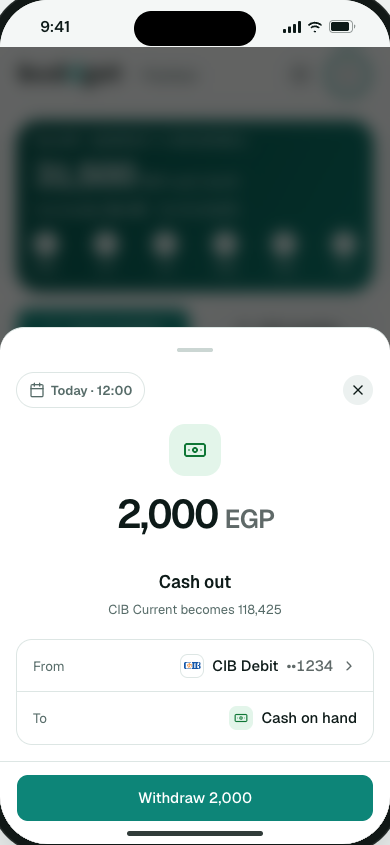 9:41
Today · 12:00
2,000 EGP
Cash out
CIB Current becomes 118,425
From CIB CIB Debit ••1234
To Cash on hand
Withdraw 2,000